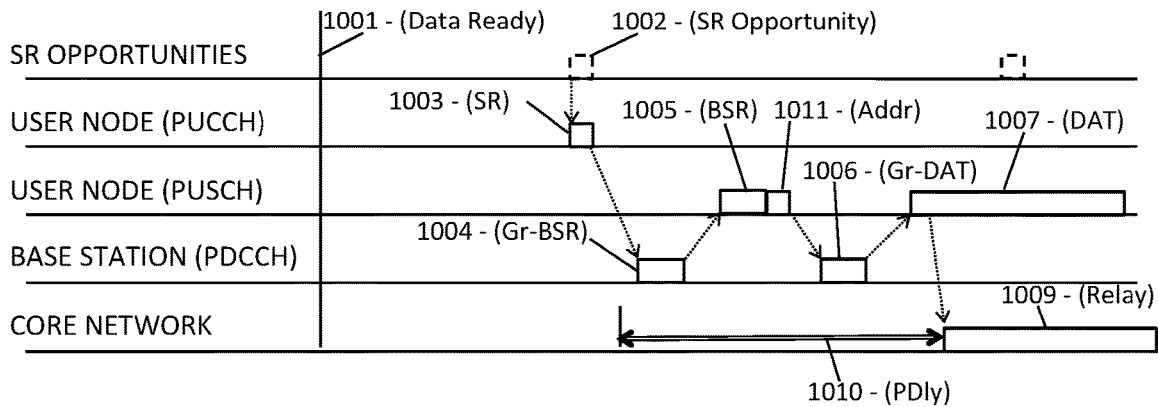 1001 - (Data Ready)
1002 - (SR Opportunity)
SR OPPORTUNITIES
1003 - (SR)
1005 - (BSR)
1011 - (Addr)
1007 - (DAT)
USER NODE (PUCCH)
1006 - (Gr-DAT)
USER NODE (PUSCH)
1004 - (Gr-BSR)
BASE STATION (PDCCH)
1009 - (Relay)
CORE NETWORK
1010 - (PDly)